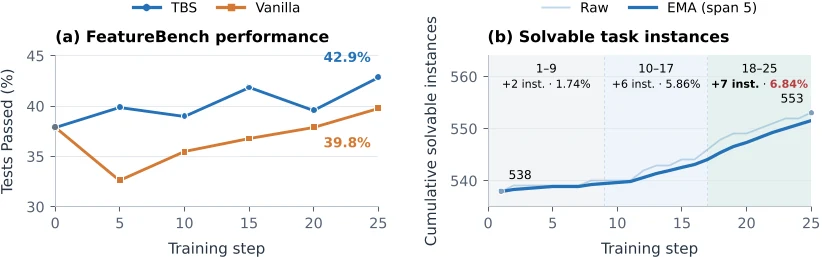 TBS
Vanilla
(a) FeatureBench performance
Tests Passed (%)
45
40
35
30
42.9%
39.8%
0
5
10
15
20
25
Training step
Raw
EMA (span 5)
(b) Solvable task instances
Cumulative solvable instances
560
550
540
1–9
+2 inst. · 1.74%
10–17
+6 inst. · 5.86%
18–25
+7 inst. · 6.84%
553
538
0
5
10
15
20
25
Training step